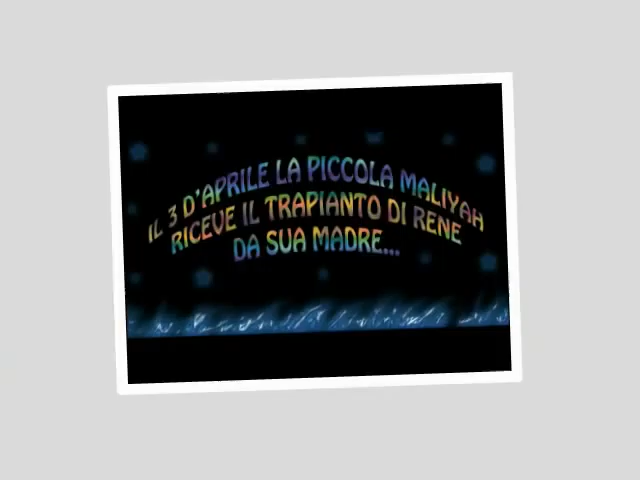 IL 3 D'APRILE LA PICCOLA MALIYAH
RICEVE IL TRAPIANTO DI RENE
DA SUA MADRE...